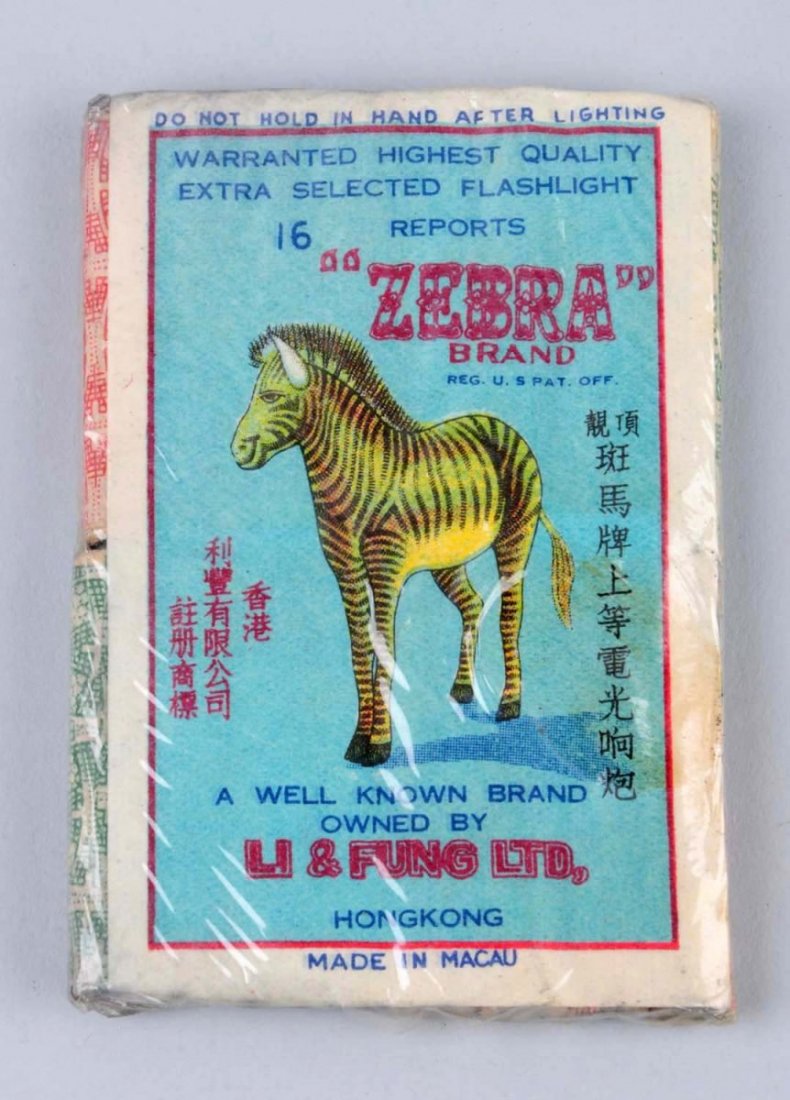 DO NOT HOLD IN HAND AFTER LIGHTING
WARRANTED HIGHEST QUALITY
EXTRA SELECTED FLASHLIGHT
16 REPORTS
“ZEBRA”
BRAND
REG. U. S PAT. OFF.
頂靚
斑馬牌上等電光响炮
香港
利豐有限公司
註册商標
A WELL KNOWN BRAND
OWNED BY
LI & FUNG LTD,
HONGKONG
MADE IN MACAU